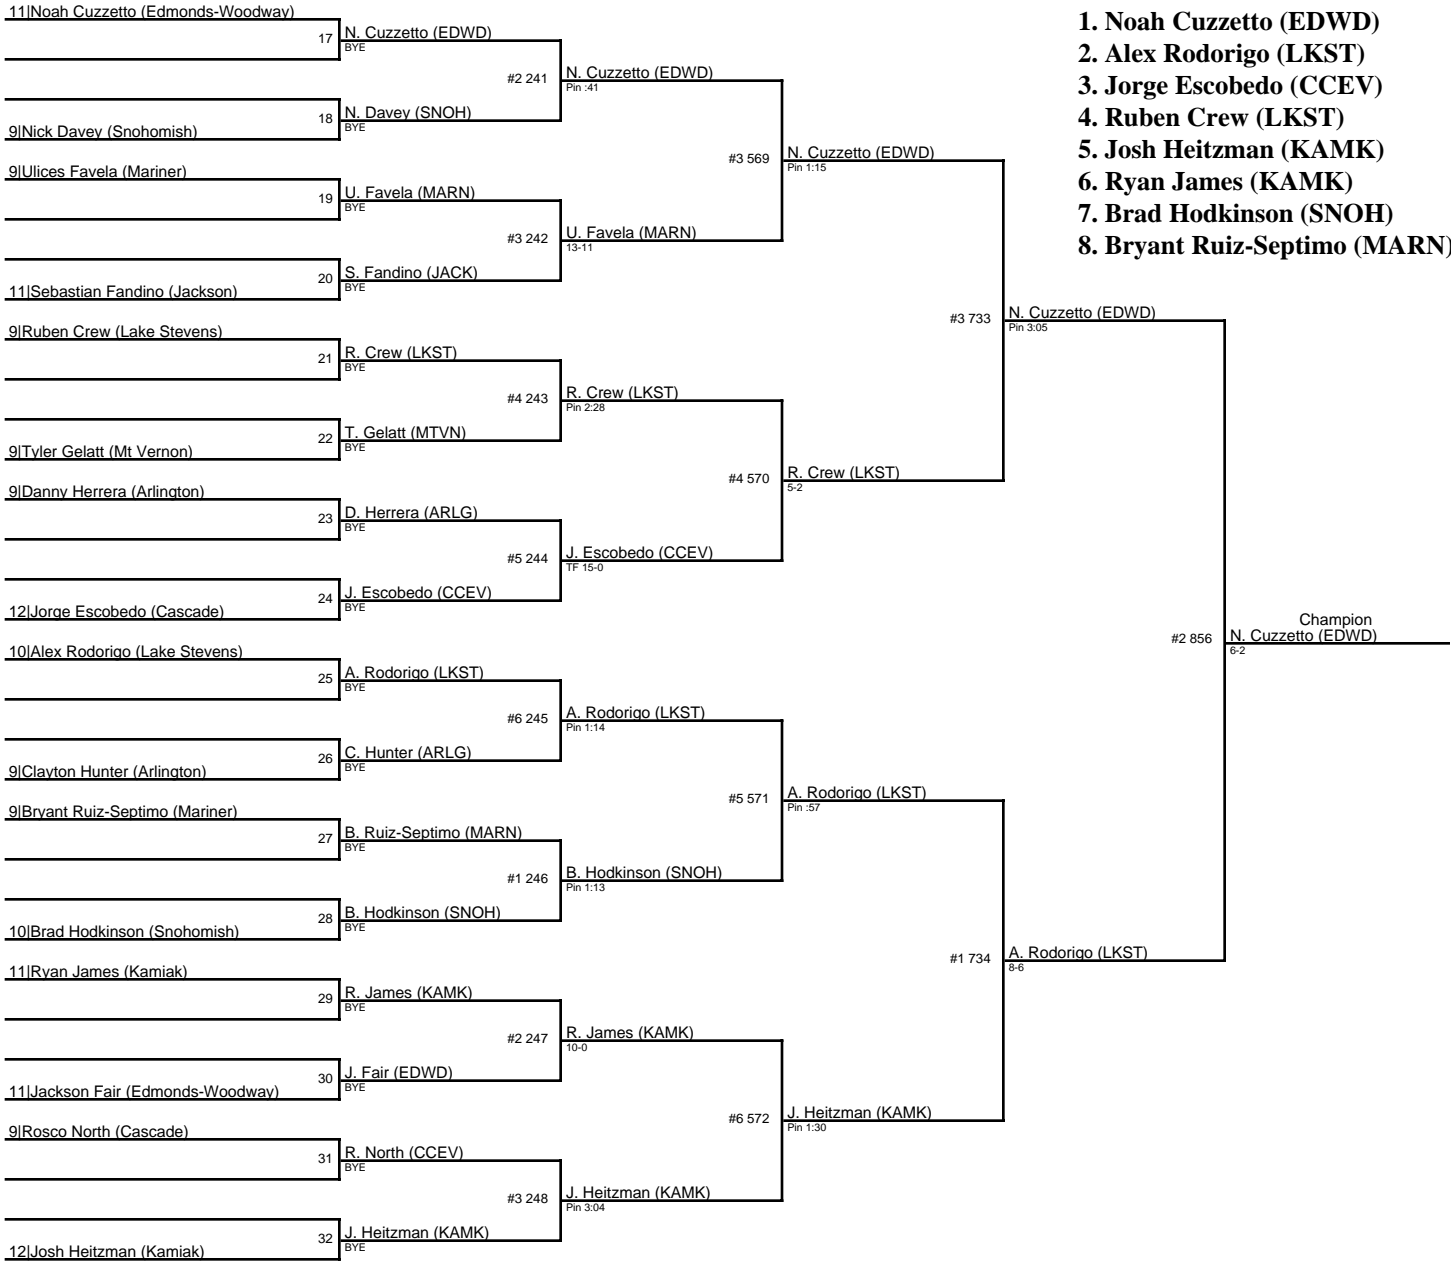 11|Noah Cuzzetto (Edmonds-Woodway)
17
N. Cuzzetto (EDWD)
BYE
#2 241
N. Cuzzetto (EDWD)
Pin :41
18
N. Davey (SNOH)
BYE
9|Nick Davey (Snohomish)
#3 569
N. Cuzzetto (EDWD)
Pin 1:15
9|Ulices Favela (Mariner)
19
U. Favela (MARN)
BYE
#3 242
U. Favela (MARN)
13-11
20
S. Fandino (JACK)
BYE
11|Sebastian Fandino (Jackson)
#3 733
N. Cuzzetto (EDWD)
Pin 3:05
9|Ruben Crew (Lake Stevens)
21
R. Crew (LKST)
BYE
#4 243
R. Crew (LKST)
Pin 2:28
22
T. Gelatt (MTVN)
BYE
9|Tyler Gelatt (Mt Vernon)
#4 570
R. Crew (LKST)
5-2
9|Danny Herrera (Arlington)
23
D. Herrera (ARLG)
BYE
#5 244
J. Escobedo (CCEV)
TF 15-0
24
J. Escobedo (CCEV)
BYE
12|Jorge Escobedo (Cascade)
#2 856
Champion
N. Cuzzetto (EDWD)
6-2
10|Alex Rodorigo (Lake Stevens)
25
A. Rodorigo (LKST)
BYE
#6 245
A. Rodorigo (LKST)
Pin 1:14
26
C. Hunter (ARLG)
BYE
9|Clayton Hunter (Arlington)
#5 571
A. Rodorigo (LKST)
Pin :57
9|Bryant Ruiz-Septimo (Mariner)
27
B. Ruiz-Septimo (MARN)
BYE
#1 246
B. Hodkinson (SNOH)
Pin 1:13
28
B. Hodkinson (SNOH)
BYE
10|Brad Hodkinson (Snohomish)
#1 734
A. Rodorigo (LKST)
8-6
11|Ryan James (Kamiak)
29
R. James (KAMK)
BYE
#2 247
R. James (KAMK)
10-0
30
J. Fair (EDWD)
BYE
11|Jackson Fair (Edmonds-Woodway)
#6 572
J. Heitzman (KAMK)
Pin 1:30
9|Rosco North (Cascade)
31
R. North (CCEV)
BYE
#3 248
J. Heitzman (KAMK)
Pin 3:04
32
J. Heitzman (KAMK)
BYE
12|Josh Heitzman (Kamiak)
1. Noah Cuzzetto (EDWD)
2. Alex Rodorigo (LKST)
3. Jorge Escobedo (CCEV)
4. Ruben Crew (LKST)
5. Josh Heitzman (KAMK)
6. Ryan James (KAMK)
7. Brad Hodkinson (SNOH)
8. Bryant Ruiz-Septimo (MARN)